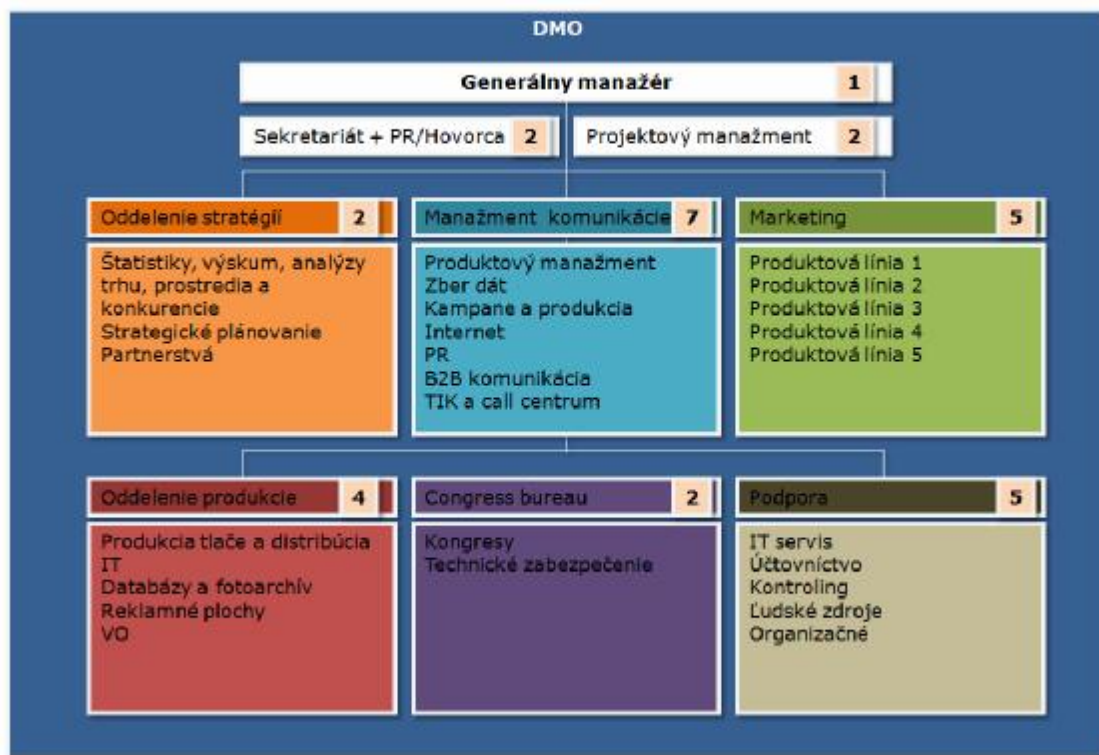 DMO
Generálny manažér 1
Sekretariát + PR/Hovorca 2
Projektový manažment 2
Oddelenie stratégií 2
Štatistiky, výskum, analýzy
trhu, prostredia a
konkurencie
Strategické plánovanie
Partnerstvá
Manažment komunikácie 7
Produktový manažment
Zber dát
Kampane a produkcia
Internet
PR
B2B komunikácia
TIK a call centrum
Marketing 5
Produktová línia 1
Produktová línia 2
Produktová línia 3
Produktová línia 4
Produktová línia 5
Oddelenie produkcie 4
Produkcia tlače a distribúcia
IT
Databázy a fotoarchív
Reklamné plochy
VO
Congress bureau 2
Kongresy
Technické zabezpečenie
Podpora 5
IT servis
Účtovníctvo
Kontroling
Ľudské zdroje
Organizačné